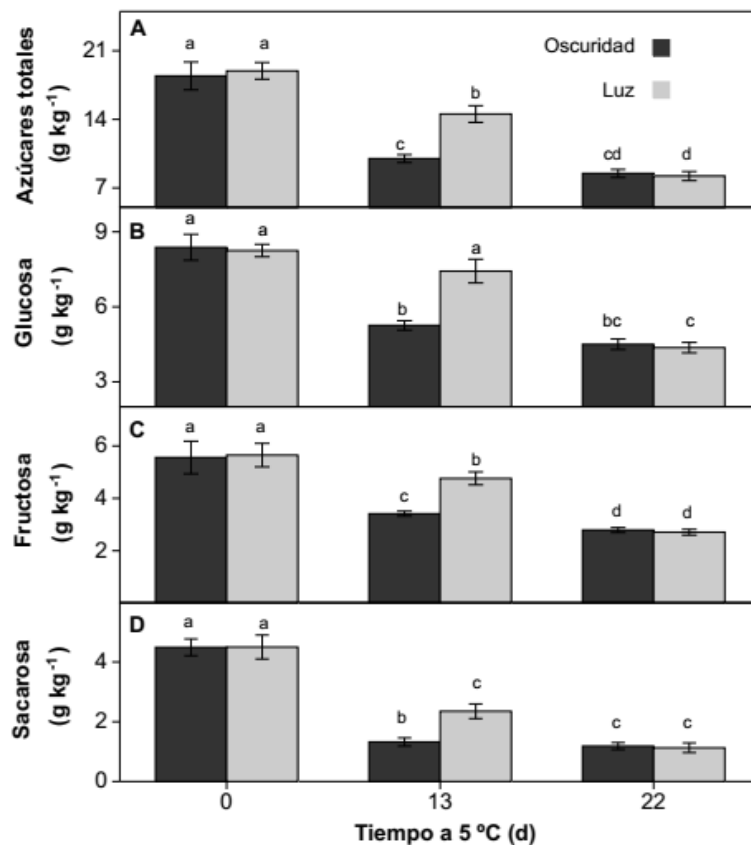 A
Azúcares totales
(g kg-1)
21
14
7
a a
c b
cd d
Oscuridad
Luz
B
Glucosa
(g kg-1)
9
6
3
a a
b a
bc c
C
Fructosa
(g kg-1)
6
4
2
a a
c b
d d
D
Sacarosa
(g kg-1)
4
2
0
a a
b c
c c
0 13 22
Tiempo a 5 ºC (d)